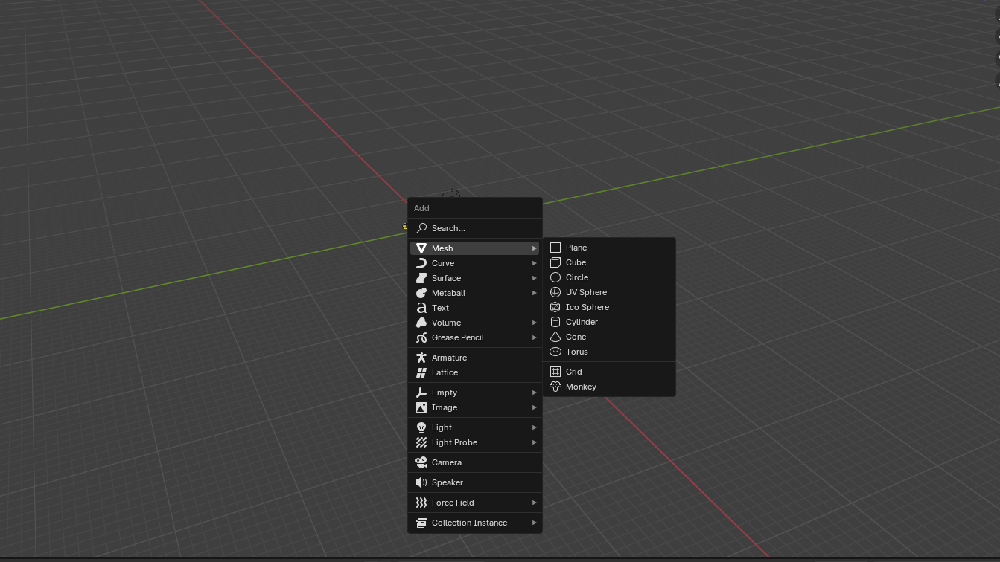 Add
Search...
Mesh
Curve
Surface
Metaball
Text
Volume
Grease Pencil
Armature
Lattice
Empty
Image
Light
Light Probe
Camera
Speaker
Force Field
Collection Instance
Plane
Cube
Circle
UV Sphere
Ico Sphere
Cylinder
Cone
Torus
Grid
Monkey